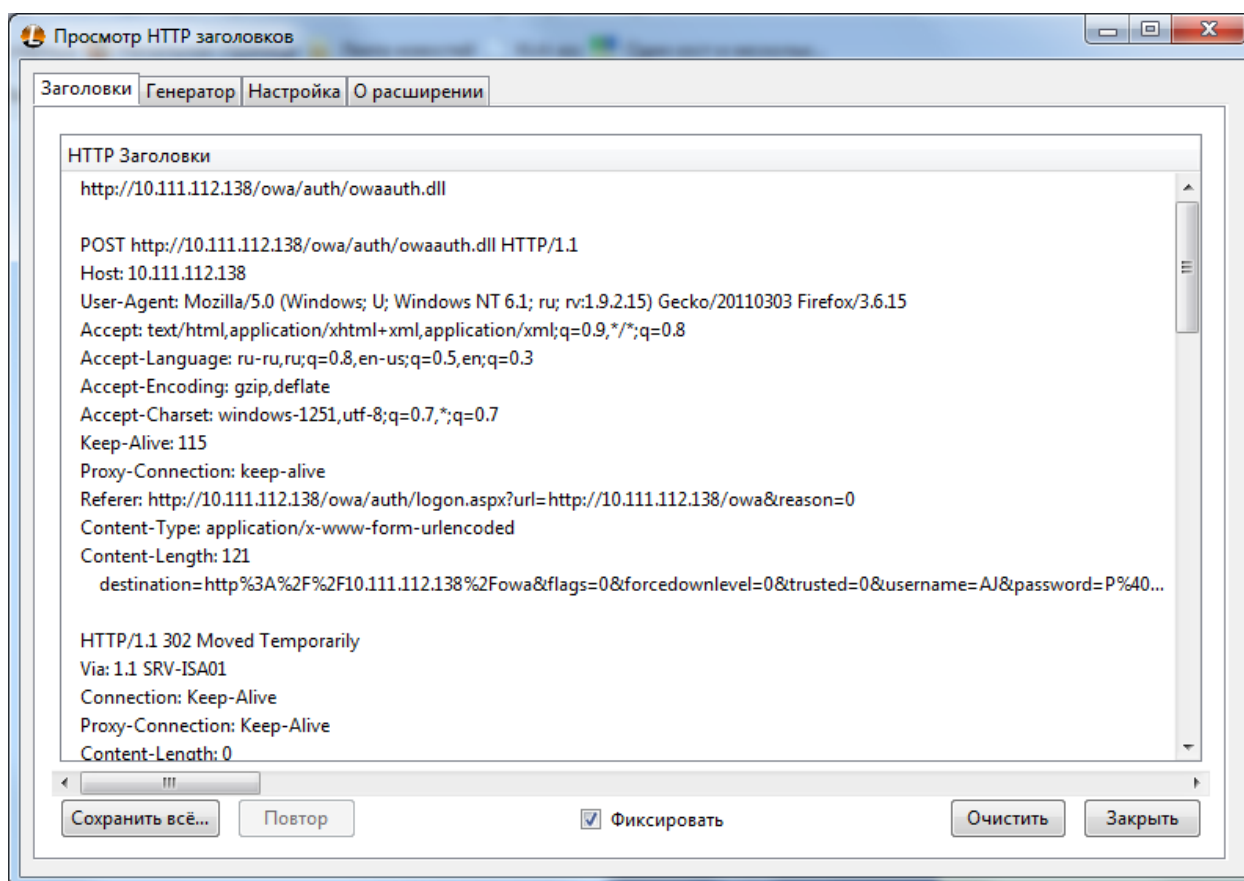 Просмотр HTTP заголовков
Заголовки Генератор Настройка О расширении
HTTP Заголовки
http://10.111.112.138/owa/auth/owaauth.dll
POST http://10.111.112.138/owa/auth/owaauth.dll HTTP/1.1
Host: 10.111.112.138
User-Agent: Mozilla/5.0 (Windows; U; Windows NT 6.1; ru; rv:1.9.2.15) Gecko/20110303 Firefox/3.6.15
Accept: text/html,application/xhtml+xml,application/xml;q=0.9,*/*;q=0.8
Accept-Language: ru-ru,ru;q=0.8,en-us;q=0.5,en;q=0.3
Accept-Encoding: gzip,deflate
Accept-Charset: windows-1251,utf-8;q=0.7,*;q=0.7
Keep-Alive: 115
Proxy-Connection: keep-alive
Referer: http://10.111.112.138/owa/auth/logon.aspx?url=http://10.111.112.138/owa&reason=0
Content-Type: application/x-www-form-urlencoded
Content-Length: 121
destination=http%3A%2F%2F10.111.112.138%2Fowa&flags=0&forcedownlevel=0&trusted=0&username=AJ&password=P%40...
HTTP/1.1 302 Moved Temporarily
Via: 1.1 SRV-ISA01
Connection: Keep-Alive
Proxy-Connection: Keep-Alive
Content-Length: 0
Сохранить всё... Повтор Фиксировать Очистить Закрыть